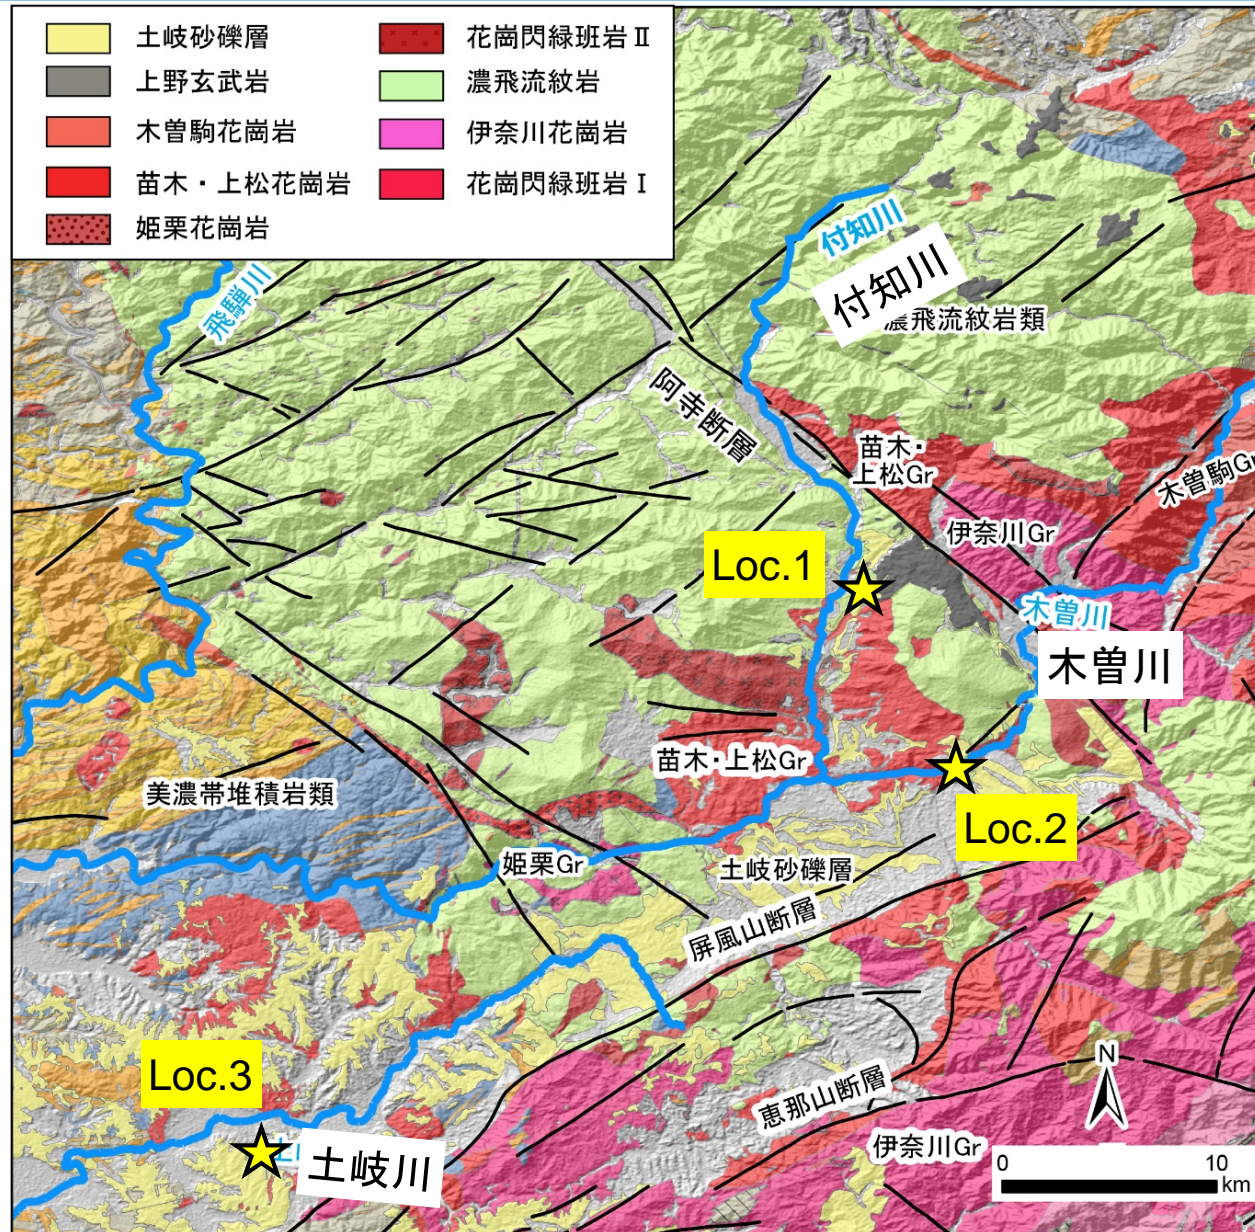 土岐砂礫層
上野玄武岩
木曽駒花崗岩
苗木・上松花崗岩
姫栗花崗岩
花崗閃緑斑岩Ⅱ
濃飛流紋岩
伊奈川花崗岩
花崗閃緑斑岩Ⅰ
飛騨川
付知川
付知川
濃飛流紋岩類
阿寺断層
苗木・
上松Gr
木曽駒Gr
伊奈川Gr
Loc.1
木曽川
木曽川
苗木・上松Gr
美濃帯堆積岩類
Loc.2
姫栗Gr
土岐砂礫層
屏風山断層
Loc.3
土岐川
恵那山断層
伊奈川Gr
N
0 10
km